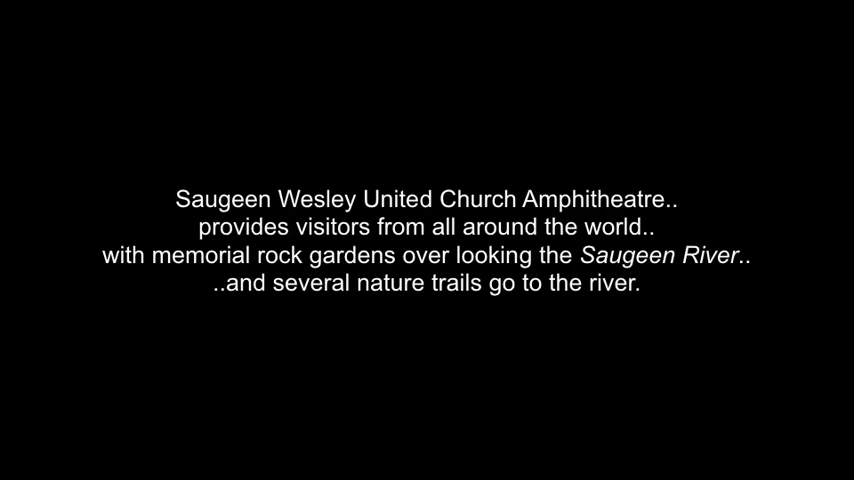 Saugeen Wesley United Church Amphitheatre..
provides visitors from all around the world..
with memorial rock gardens over looking the Saugeen River..
..and several nature trails go to the river.